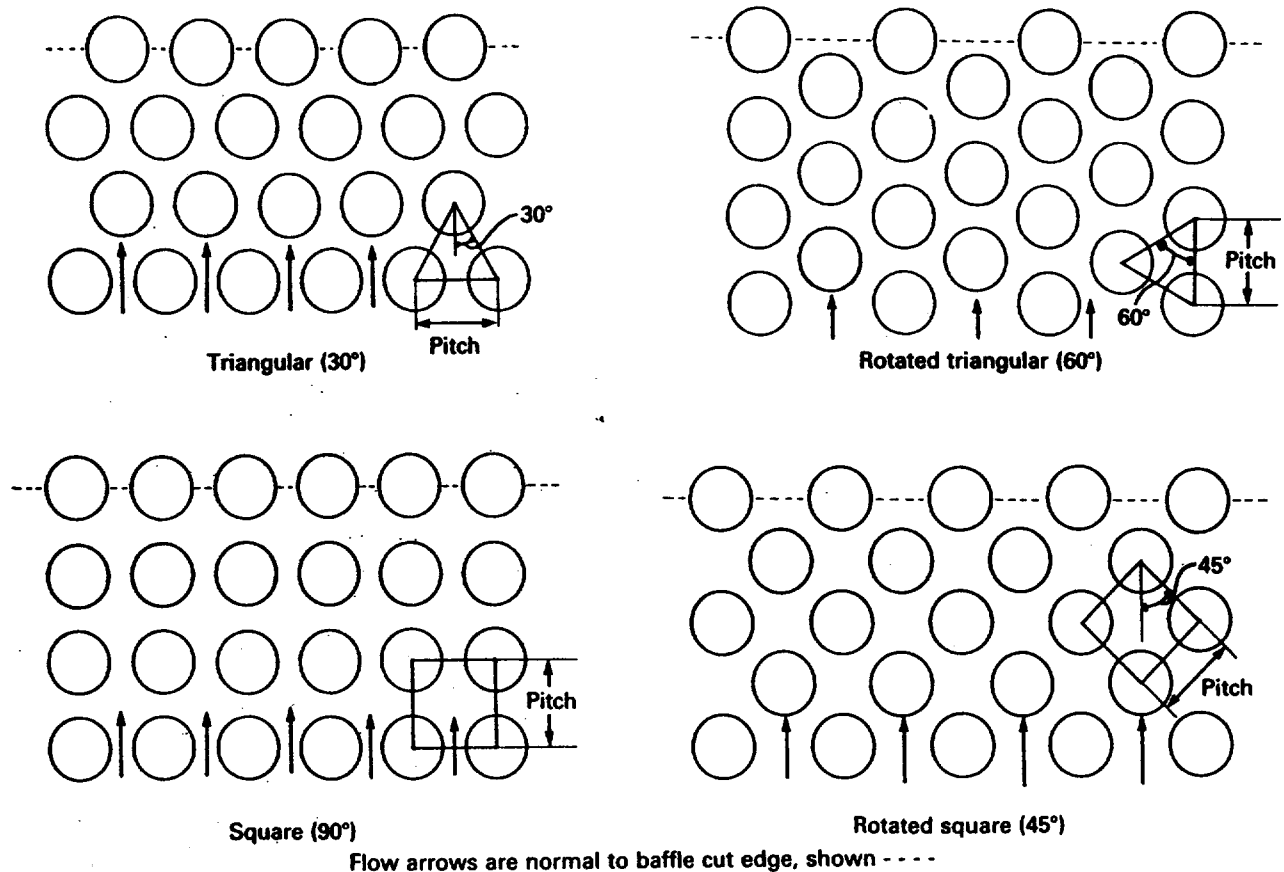 30°
Pitch
Triangular (30°)
60°
Pitch
Rotated triangular (60°)
Pitch
Square (90°)
45°
Pitch
Rotated square (45°)
Flow arrows are normal to baffle cut edge, shown - - - -